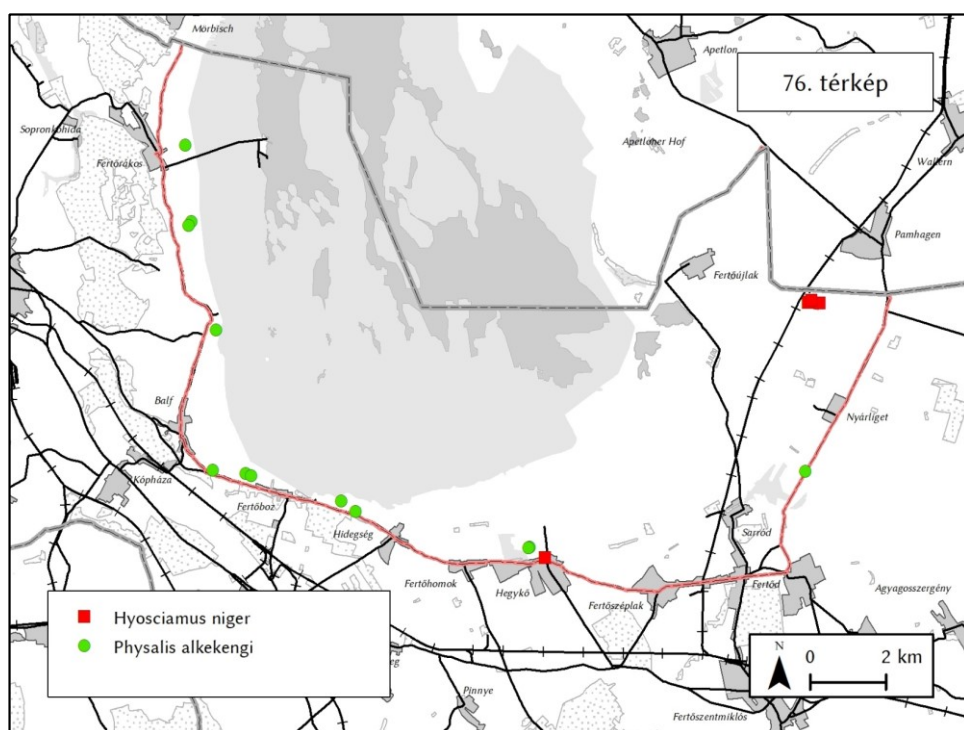 Mörbisch
Apetlon
76. térkép
Sopronkőhida
Fertőrákos
Apetloner Hof
Wallern
Pamhagen
Fertőújlak
Balf
Nyárliget
Kópháza
Fertőboz
Hidegség
Sarród
Fertőhomok
Hegykő
Fertőszéplak
Fertőd
Agyagosszergény
Hyosciamus niger
Physalis alkekengi
N
0 2 km
Pinnye
Fertőszentmiklós